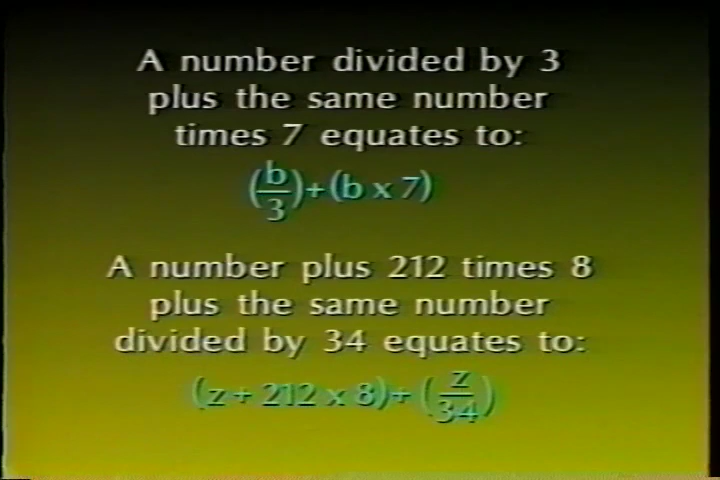 A number divided by 3
plus the same number
times 7 equates to:
(b/3)+(b x 7)
A number plus 212 times 8
plus the same number
divided by 34 equates to:
(z+ 212 x 8)+(z/34)